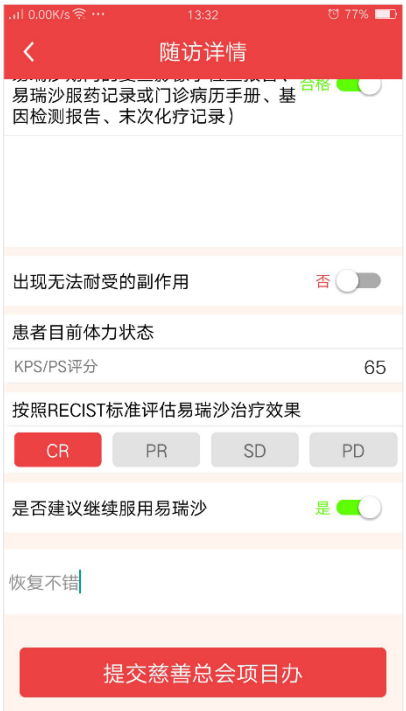 0.00K/s ··· 13:32 77%
随访详情
合格
易瑞沙服药记录或门诊病历手册、基
因检测报告、末次化疗记录）
出现无法耐受的副作用 否
患者目前体力状态
KPS/PS评分 65
按照RECIST标准评估易瑞沙治疗效果
CR PR SD PD
是否建议继续服用易瑞沙 是
恢复不错
提交慈善总会项目办